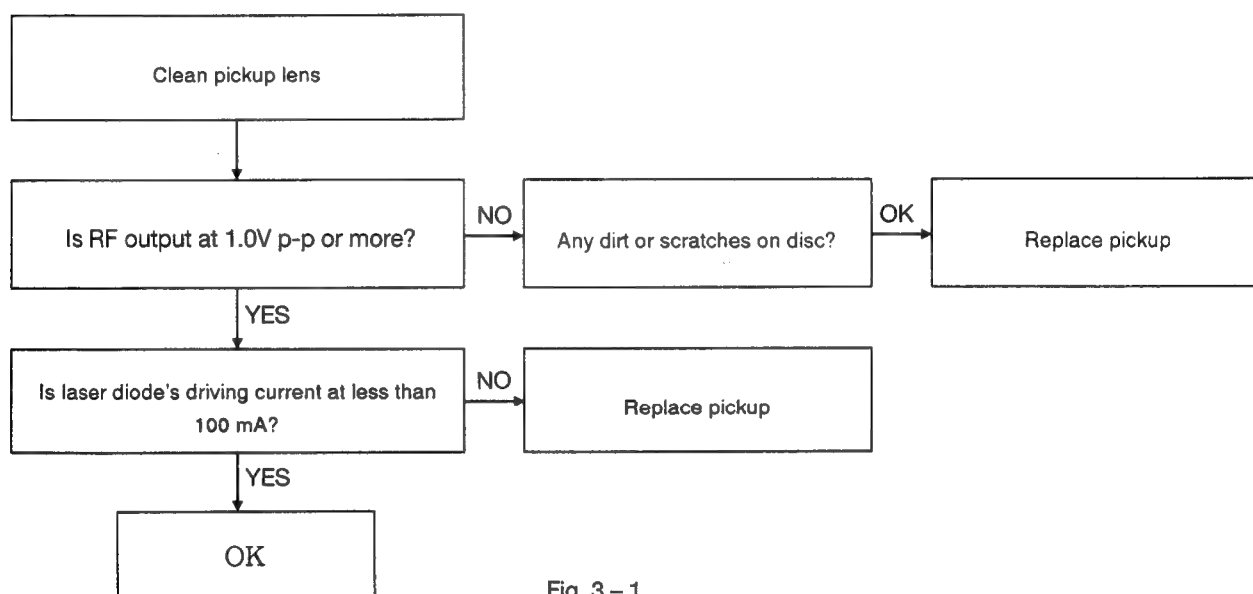 Clean pickup lens
Is RF output at 1.0V p-p or more?
NO
Any dirt or scratches on disc?
OK
Replace pickup
YES
Is laser diode's driving current at less than
100 mA?
NO
Replace pickup
YES
OK
Fig. 3 – 1